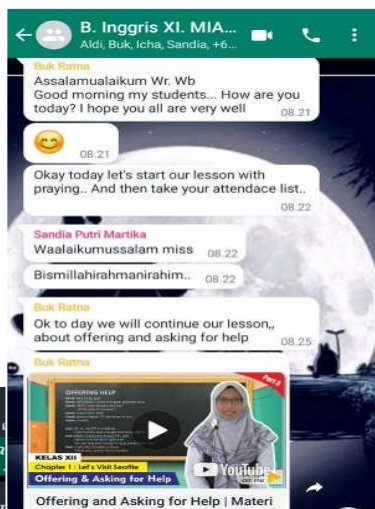 B. Inggris XI. MIA...
Aldi, Buk, Icha, Sandia, +6...
Buk Ratna
Assalamualaikum Wr. Wb
Good morning my students... How are you
today? I hope you all are very well
08.21
08.21
Okay today let's start our lesson with
praying.. And then take your attendace list..
08.22
Sandia Putri Martika
Waalaikumussalam miss 08.22
Bismillahirahmanirahim.. 08.22
Buk Ratna
Ok to day we will continue our lesson,,
about offering and asking for help
08.25
Buk Ratna
Part 2
OFFERING HELP
KELAS XII
Chapter 1 : Let's Visit Seattle
Offering & Asking for Help
YouTube
Offering and Asking for Help | Materi